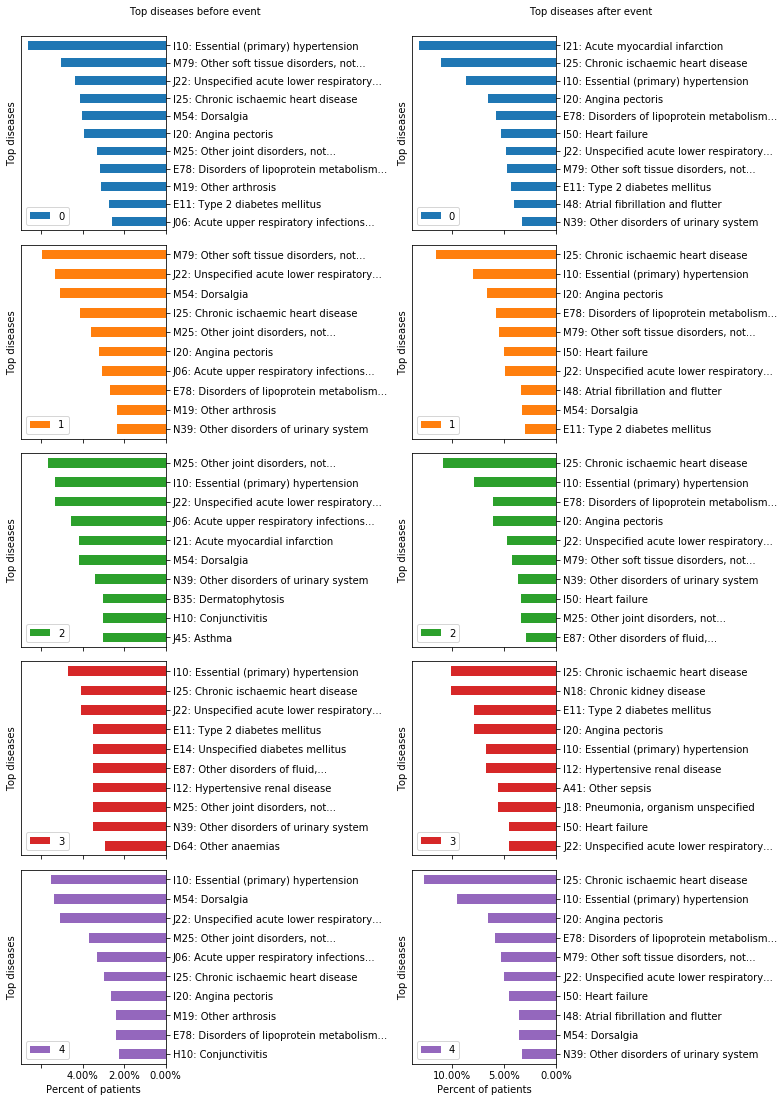 Top diseases before event
Top diseases
I10: Essential (primary) hypertension
M79: Other soft tissue disorders, not...
J22: Unspecified acute lower respiratory...
I25: Chronic ischaemic heart disease
M54: Dorsalgia
I20: Angina pectoris
M25: Other joint disorders, not...
E78: Disorders of lipoprotein metabolism...
M19: Other arthrosis
E11: Type 2 diabetes mellitus
J06: Acute upper respiratory infections...
0
Top diseases
M79: Other soft tissue disorders, not...
J22: Unspecified acute lower respiratory...
M54: Dorsalgia
I25: Chronic ischaemic heart disease
M25: Other joint disorders, not...
I20: Angina pectoris
J06: Acute upper respiratory infections...
E78: Disorders of lipoprotein metabolism...
M19: Other arthrosis
N39: Other disorders of urinary system
1
Top diseases
M25: Other joint disorders, not...
I10: Essential (primary) hypertension
J22: Unspecified acute lower respiratory...
J06: Acute upper respiratory infections...
I21: Acute myocardial infarction
M54: Dorsalgia
N39: Other disorders of urinary system
B35: Dermatophytosis
H10: Conjunctivitis
J45: Asthma
2
Top diseases
I10: Essential (primary) hypertension
I25: Chronic ischaemic heart disease
J22: Unspecified acute lower respiratory...
E11: Type 2 diabetes mellitus
E14: Unspecified diabetes mellitus
E87: Other disorders of fluid,...
I12: Hypertensive renal disease
M25: Other joint disorders, not...
N39: Other disorders of urinary system
D64: Other anaemias
3
Top diseases
I10: Essential (primary) hypertension
M54: Dorsalgia
J22: Unspecified acute lower respiratory...
M25: Other joint disorders, not...
J06: Acute upper respiratory infections...
I25: Chronic ischaemic heart disease
I20: Angina pectoris
M19: Other arthrosis
E78: Disorders of lipoprotein metabolism...
H10: Conjunctivitis
4
4.00% 2.00% 0.00%
Percent of patients
Top diseases after event
Top diseases
I21: Acute myocardial infarction
I25: Chronic ischaemic heart disease
I10: Essential (primary) hypertension
I20: Angina pectoris
E78: Disorders of lipoprotein metabolism...
I50: Heart failure
J22: Unspecified acute lower respiratory...
M79: Other soft tissue disorders, not...
E11: Type 2 diabetes mellitus
I48: Atrial fibrillation and flutter
N39: Other disorders of urinary system
0
Top diseases
I25: Chronic ischaemic heart disease
I10: Essential (primary) hypertension
I20: Angina pectoris
E78: Disorders of lipoprotein metabolism...
M79: Other soft tissue disorders, not...
I50: Heart failure
J22: Unspecified acute lower respiratory...
I48: Atrial fibrillation and flutter
M54: Dorsalgia
E11: Type 2 diabetes mellitus
1
Top diseases
I25: Chronic ischaemic heart disease
I10: Essential (primary) hypertension
E78: Disorders of lipoprotein metabolism...
I20: Angina pectoris
J22: Unspecified acute lower respiratory...
M79: Other soft tissue disorders, not...
N39: Other disorders of urinary system
I50: Heart failure
M25: Other joint disorders, not...
E87: Other disorders of fluid,...
2
Top diseases
I25: Chronic ischaemic heart disease
N18: Chronic kidney disease
E11: Type 2 diabetes mellitus
I20: Angina pectoris
I10: Essential (primary) hypertension
I12: Hypertensive renal disease
A41: Other sepsis
J18: Pneumonia, organism unspecified
I50: Heart failure
J22: Unspecified acute lower respiratory...
3
Top diseases
I25: Chronic ischaemic heart disease
I10: Essential (primary) hypertension
I20: Angina pectoris
E78: Disorders of lipoprotein metabolism...
M79: Other soft tissue disorders, not...
J22: Unspecified acute lower respiratory...
I50: Heart failure
I48: Atrial fibrillation and flutter
M54: Dorsalgia
N39: Other disorders of urinary system
4
10.00% 5.00% 0.00%
Percent of patients